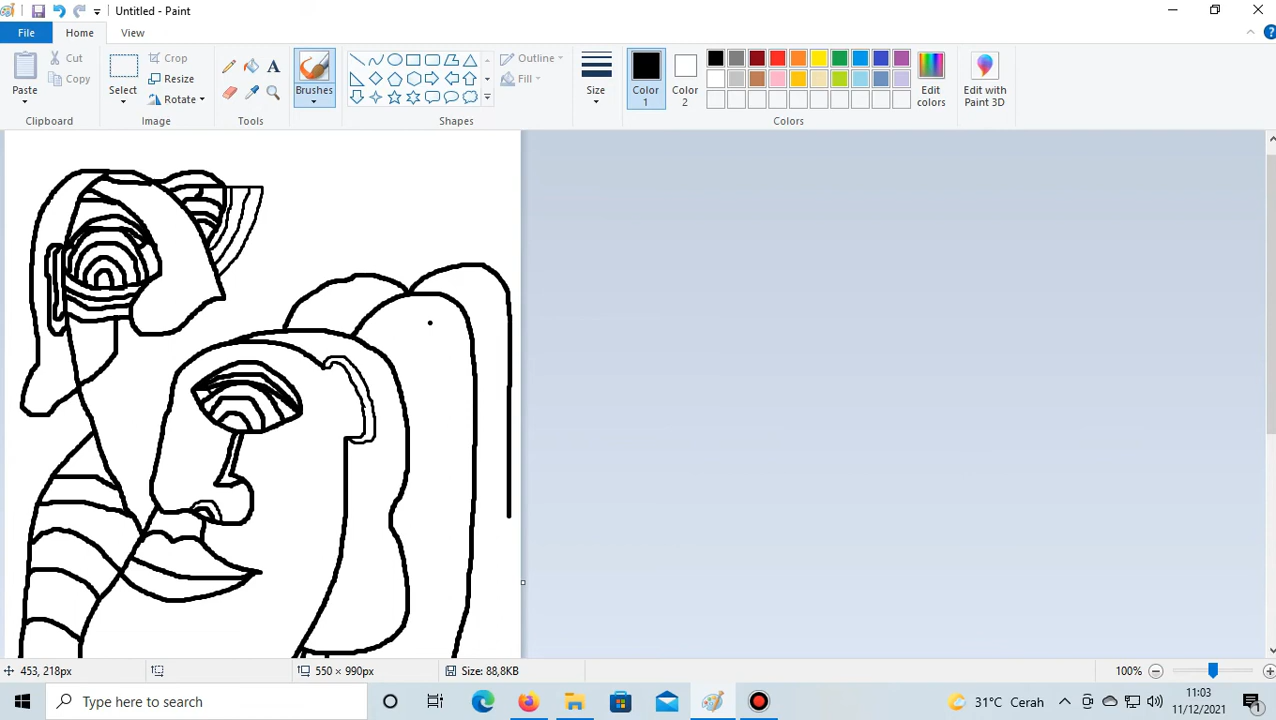 Untitled - Paint
File
Home
View
Paste
Cut
Copy
Select
Crop
Resize
Rotate
A
Brushes
Outline
Fill
Size
Color
1
Color
2
Edit
colors
Edit with
Paint 3D
Clipboard
Image
Tools
Shapes
Colors
453, 218px
550 × 990px
Size: 88,8KB
100%
Type here to search
31°C Cerah
11:03
11/12/2021
1